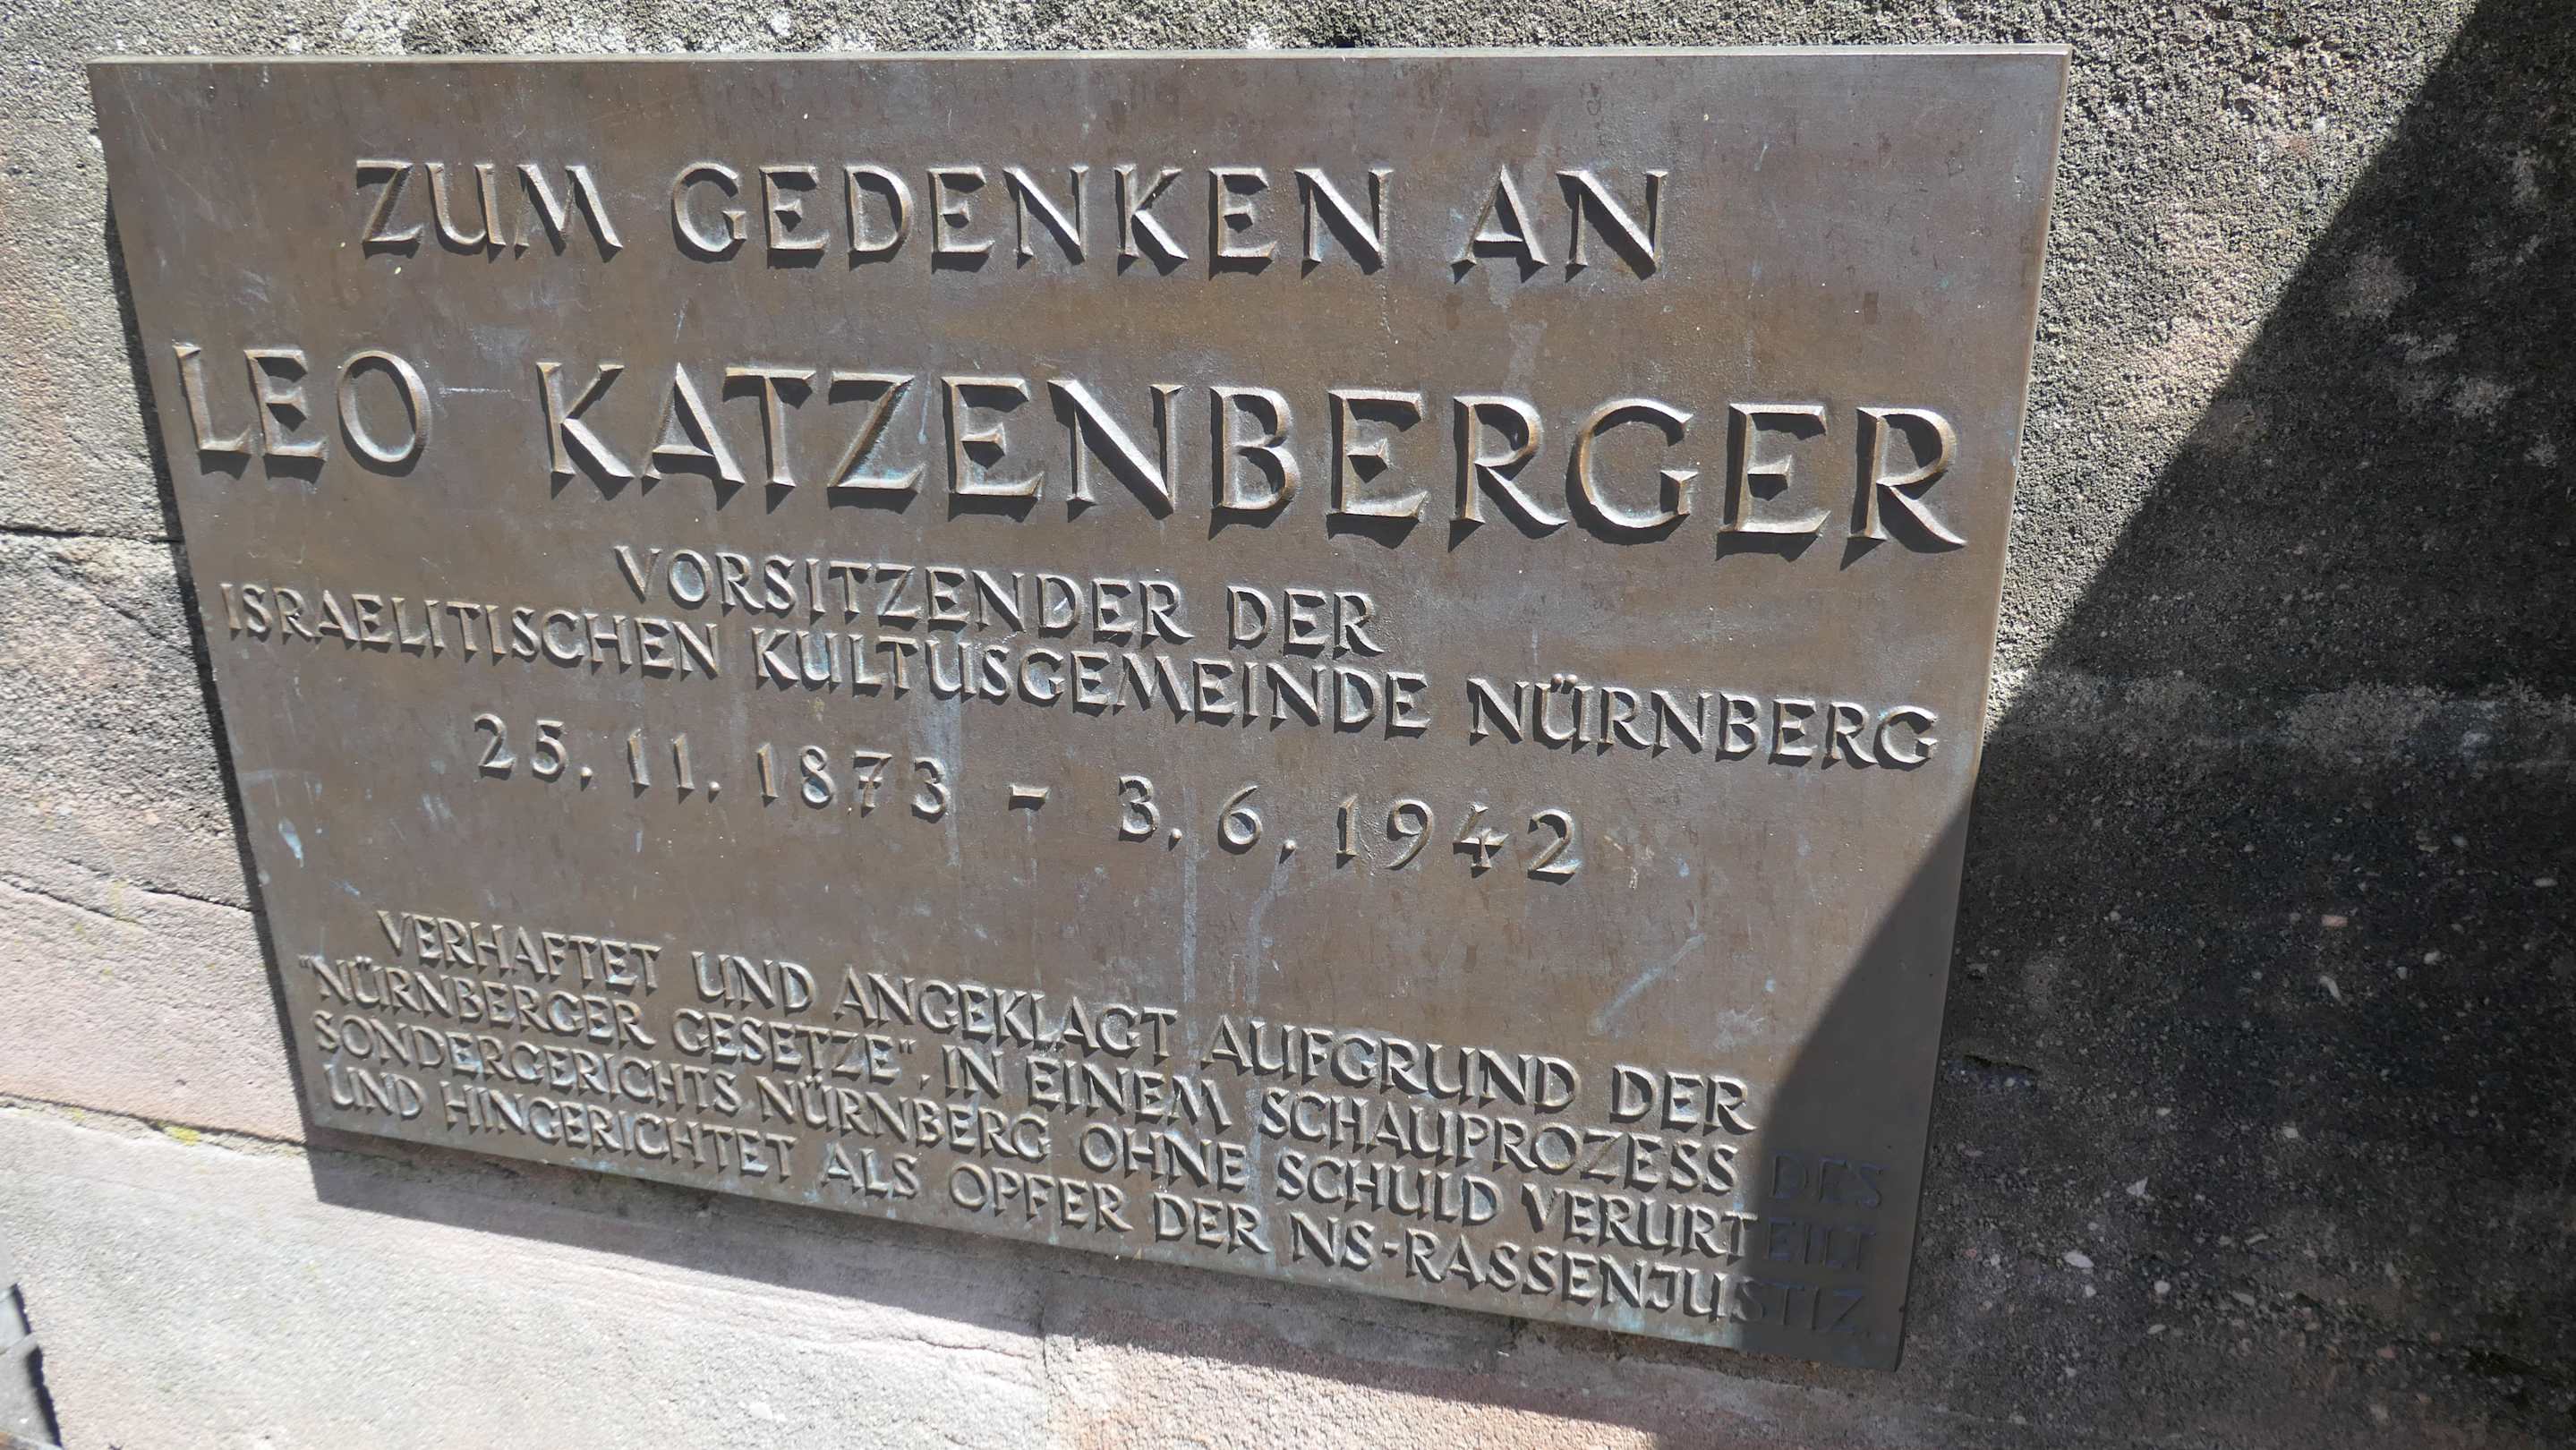 ZUM GEDENKEN AN
LEO KATZENBERGER
VORSITZENDER DER
ISRAELITISCHEN KULTUSGEMEINDE NÜRNBERG
25.11.1873 - 3.6.1942
VERHAFTET UND ANGEKLAGT AUFGRUND DER
"NÜRNBERGER GESETZE", IN EINEM SCHAUPROZESS DES
SONDERGERICHTS NÜRNBERG OHNE SCHULD VERURTEILT
UND HINGERICHTET ALS OPFER DER NS-RASSENJUSTIZ